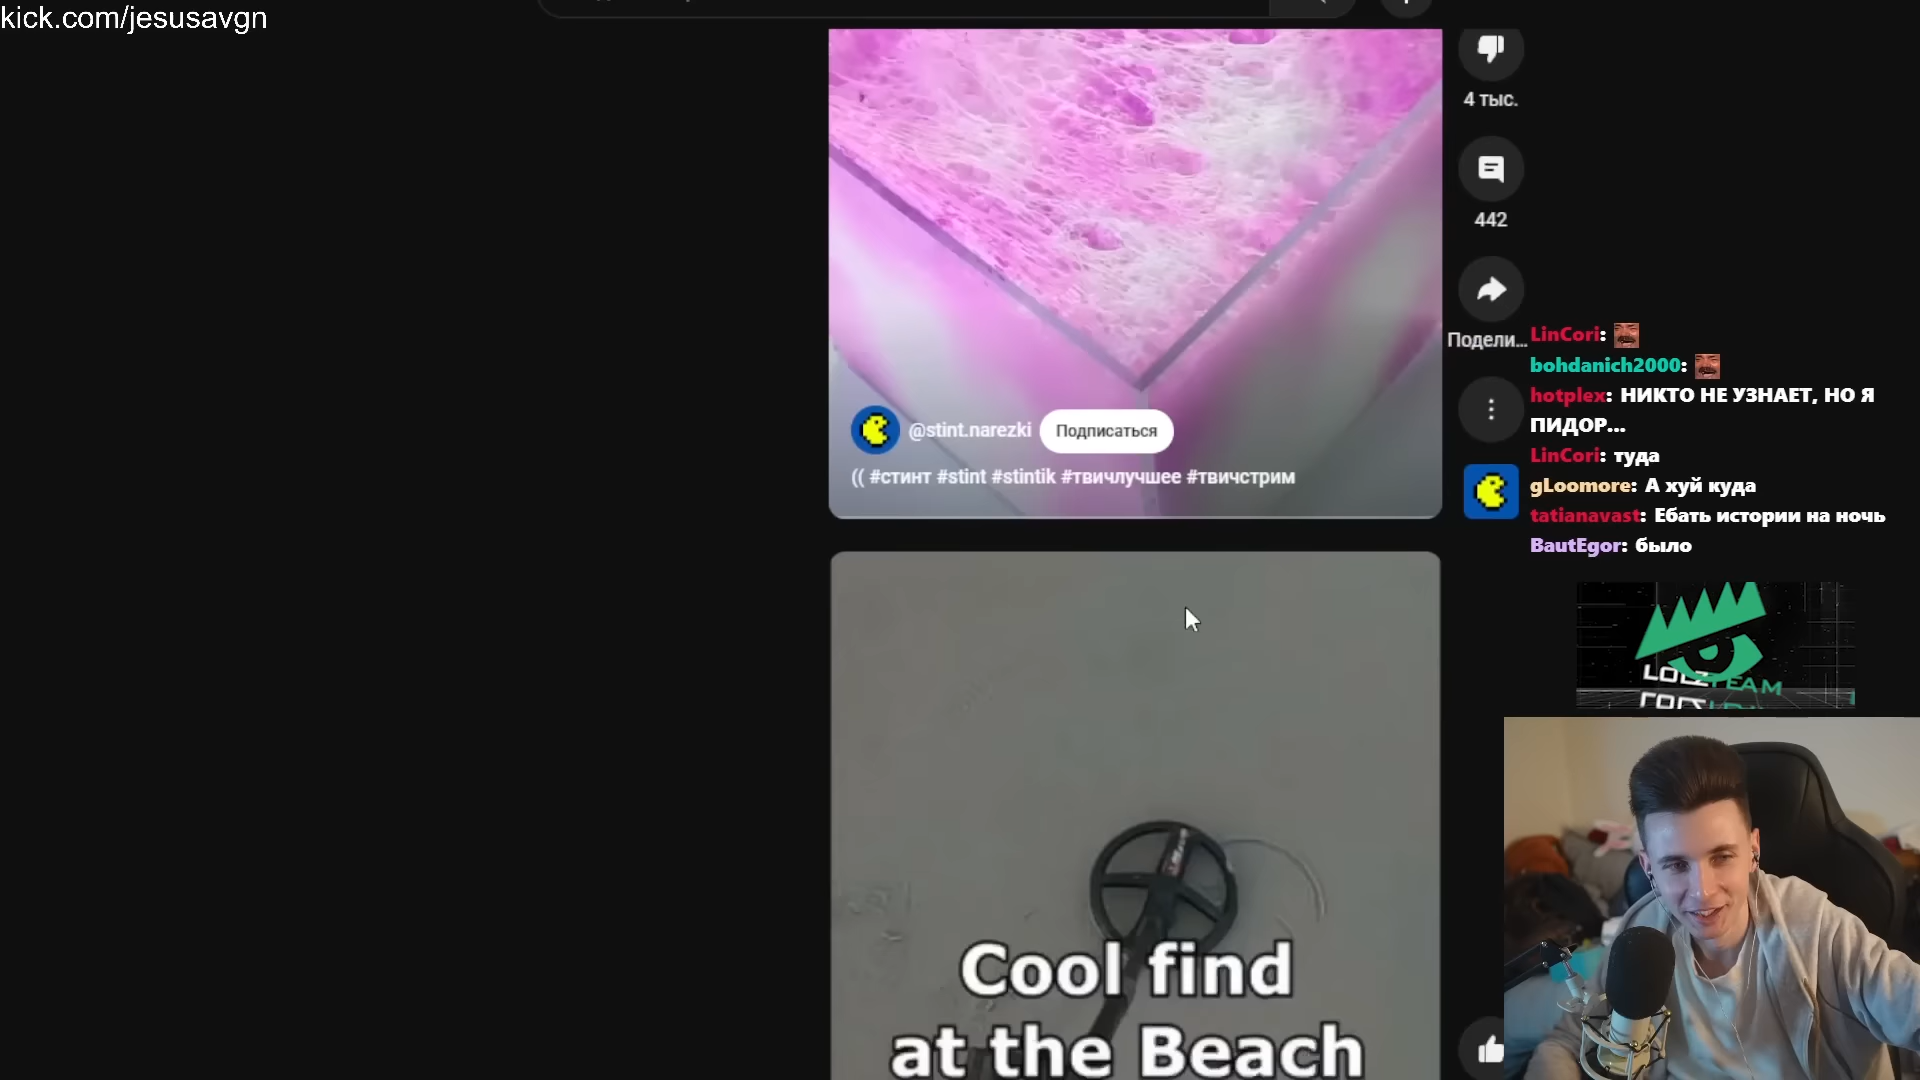 kick.com/jesusavgn
4 тыс.
442
Подели...
@stint.narezki
Подписаться
(( #стинт #stint #stintik #твичлучшее #твичстрим
LinCori:
bohdanich2000:
hotplex: НИКТО НЕ УЗНАЕТ, НО Я
ПИДОР...
LinCori: туда
gLoomore: А хуй куда
tatianavast: Ебать истории на ночь
BautEgor: было
LOLZTEAM
Cool find
at the Beach